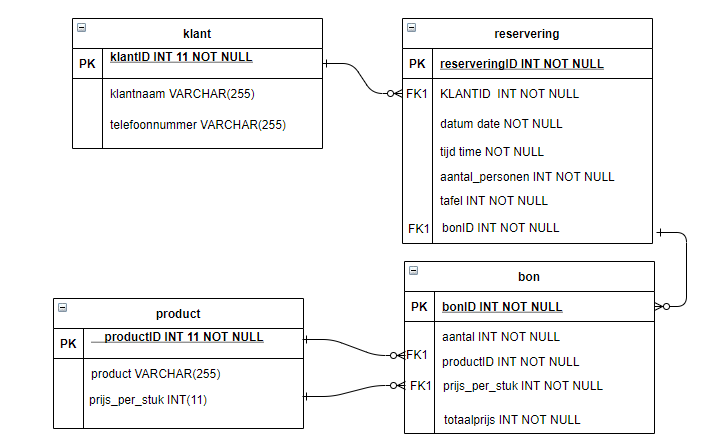 klant
PK klantID INT 11 NOT NULL
klantnaam VARCHAR(255)
telefoonnummer VARCHAR(255)
reservering
PK reserveringID INT NOT NULL
FK1 KLANTID INT NOT NULL
datum date NOT NULL
tijd time NOT NULL
aantal_personen INT NOT NULL
tafel INT NOT NULL
FK1 bonID INT NOT NULL
product
PK productID INT 11 NOT NULL
product VARCHAR(255)
prijs_per_stuk INT(11)
bon
PK bonID INT NOT NULL
aantal INT NOT NULL
FK1 productID INT NOT NULL
FK1 prijs_per_stuk INT NOT NULL
totaalprijs INT NOT NULL